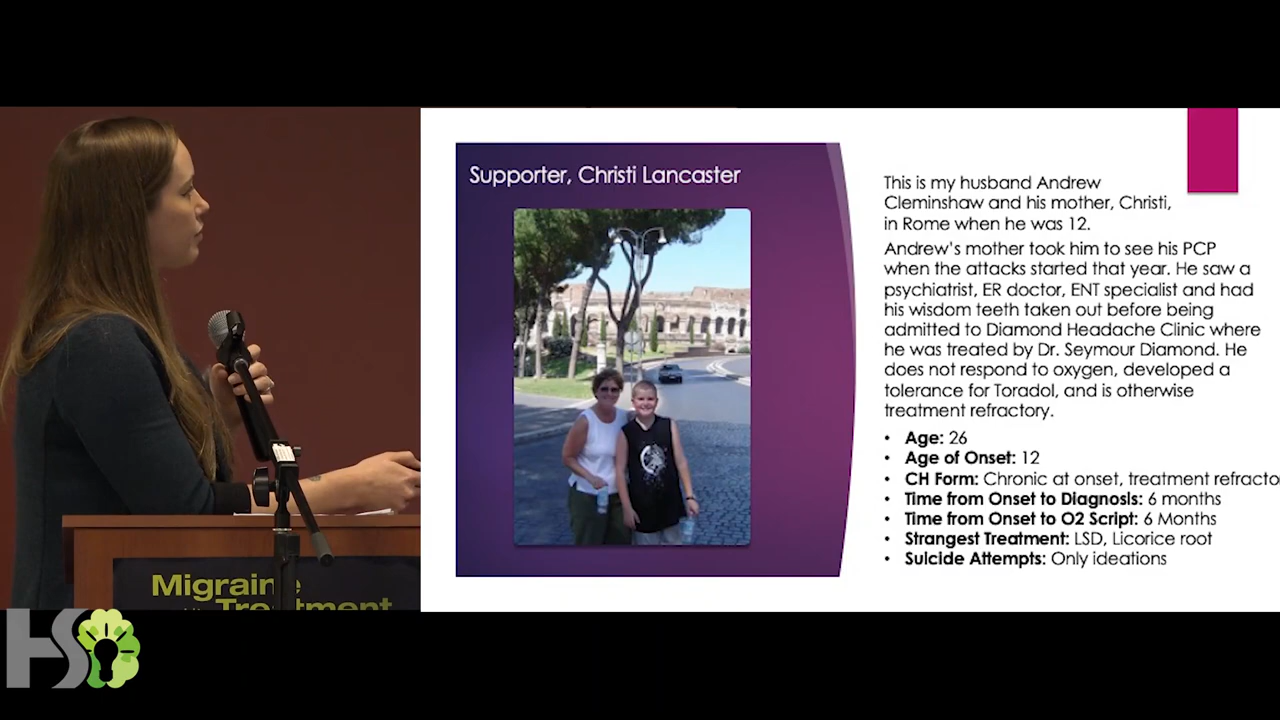 Supporter, Christi Lancaster
This is my husband Andrew
Cleminshaw and his mother, Christi,
in Rome when he was 12.
Andrew's mother took him to see his PCP
when the attacks started that year. He saw a
psychiatrist, ER doctor, ENT specialist and had
his wisdom teeth taken out before being
admitted to Diamond Headache Clinic where
he was treated by Dr. Seymour Diamond. He
does not respond to oxygen, developed a
tolerance for Toradol, and is otherwise
treatment refractory.
• Age: 26
• Age of Onset: 12
• CH Form: Chronic at onset, treatment refracto
• Time from Onset to Diagnosis: 6 months
• Time from Onset to O2 Script: 6 Months
• Strangest Treatment: LSD, Licorice root
• Suicide Attempts: Only ideations
Migraine
Treatment
HS